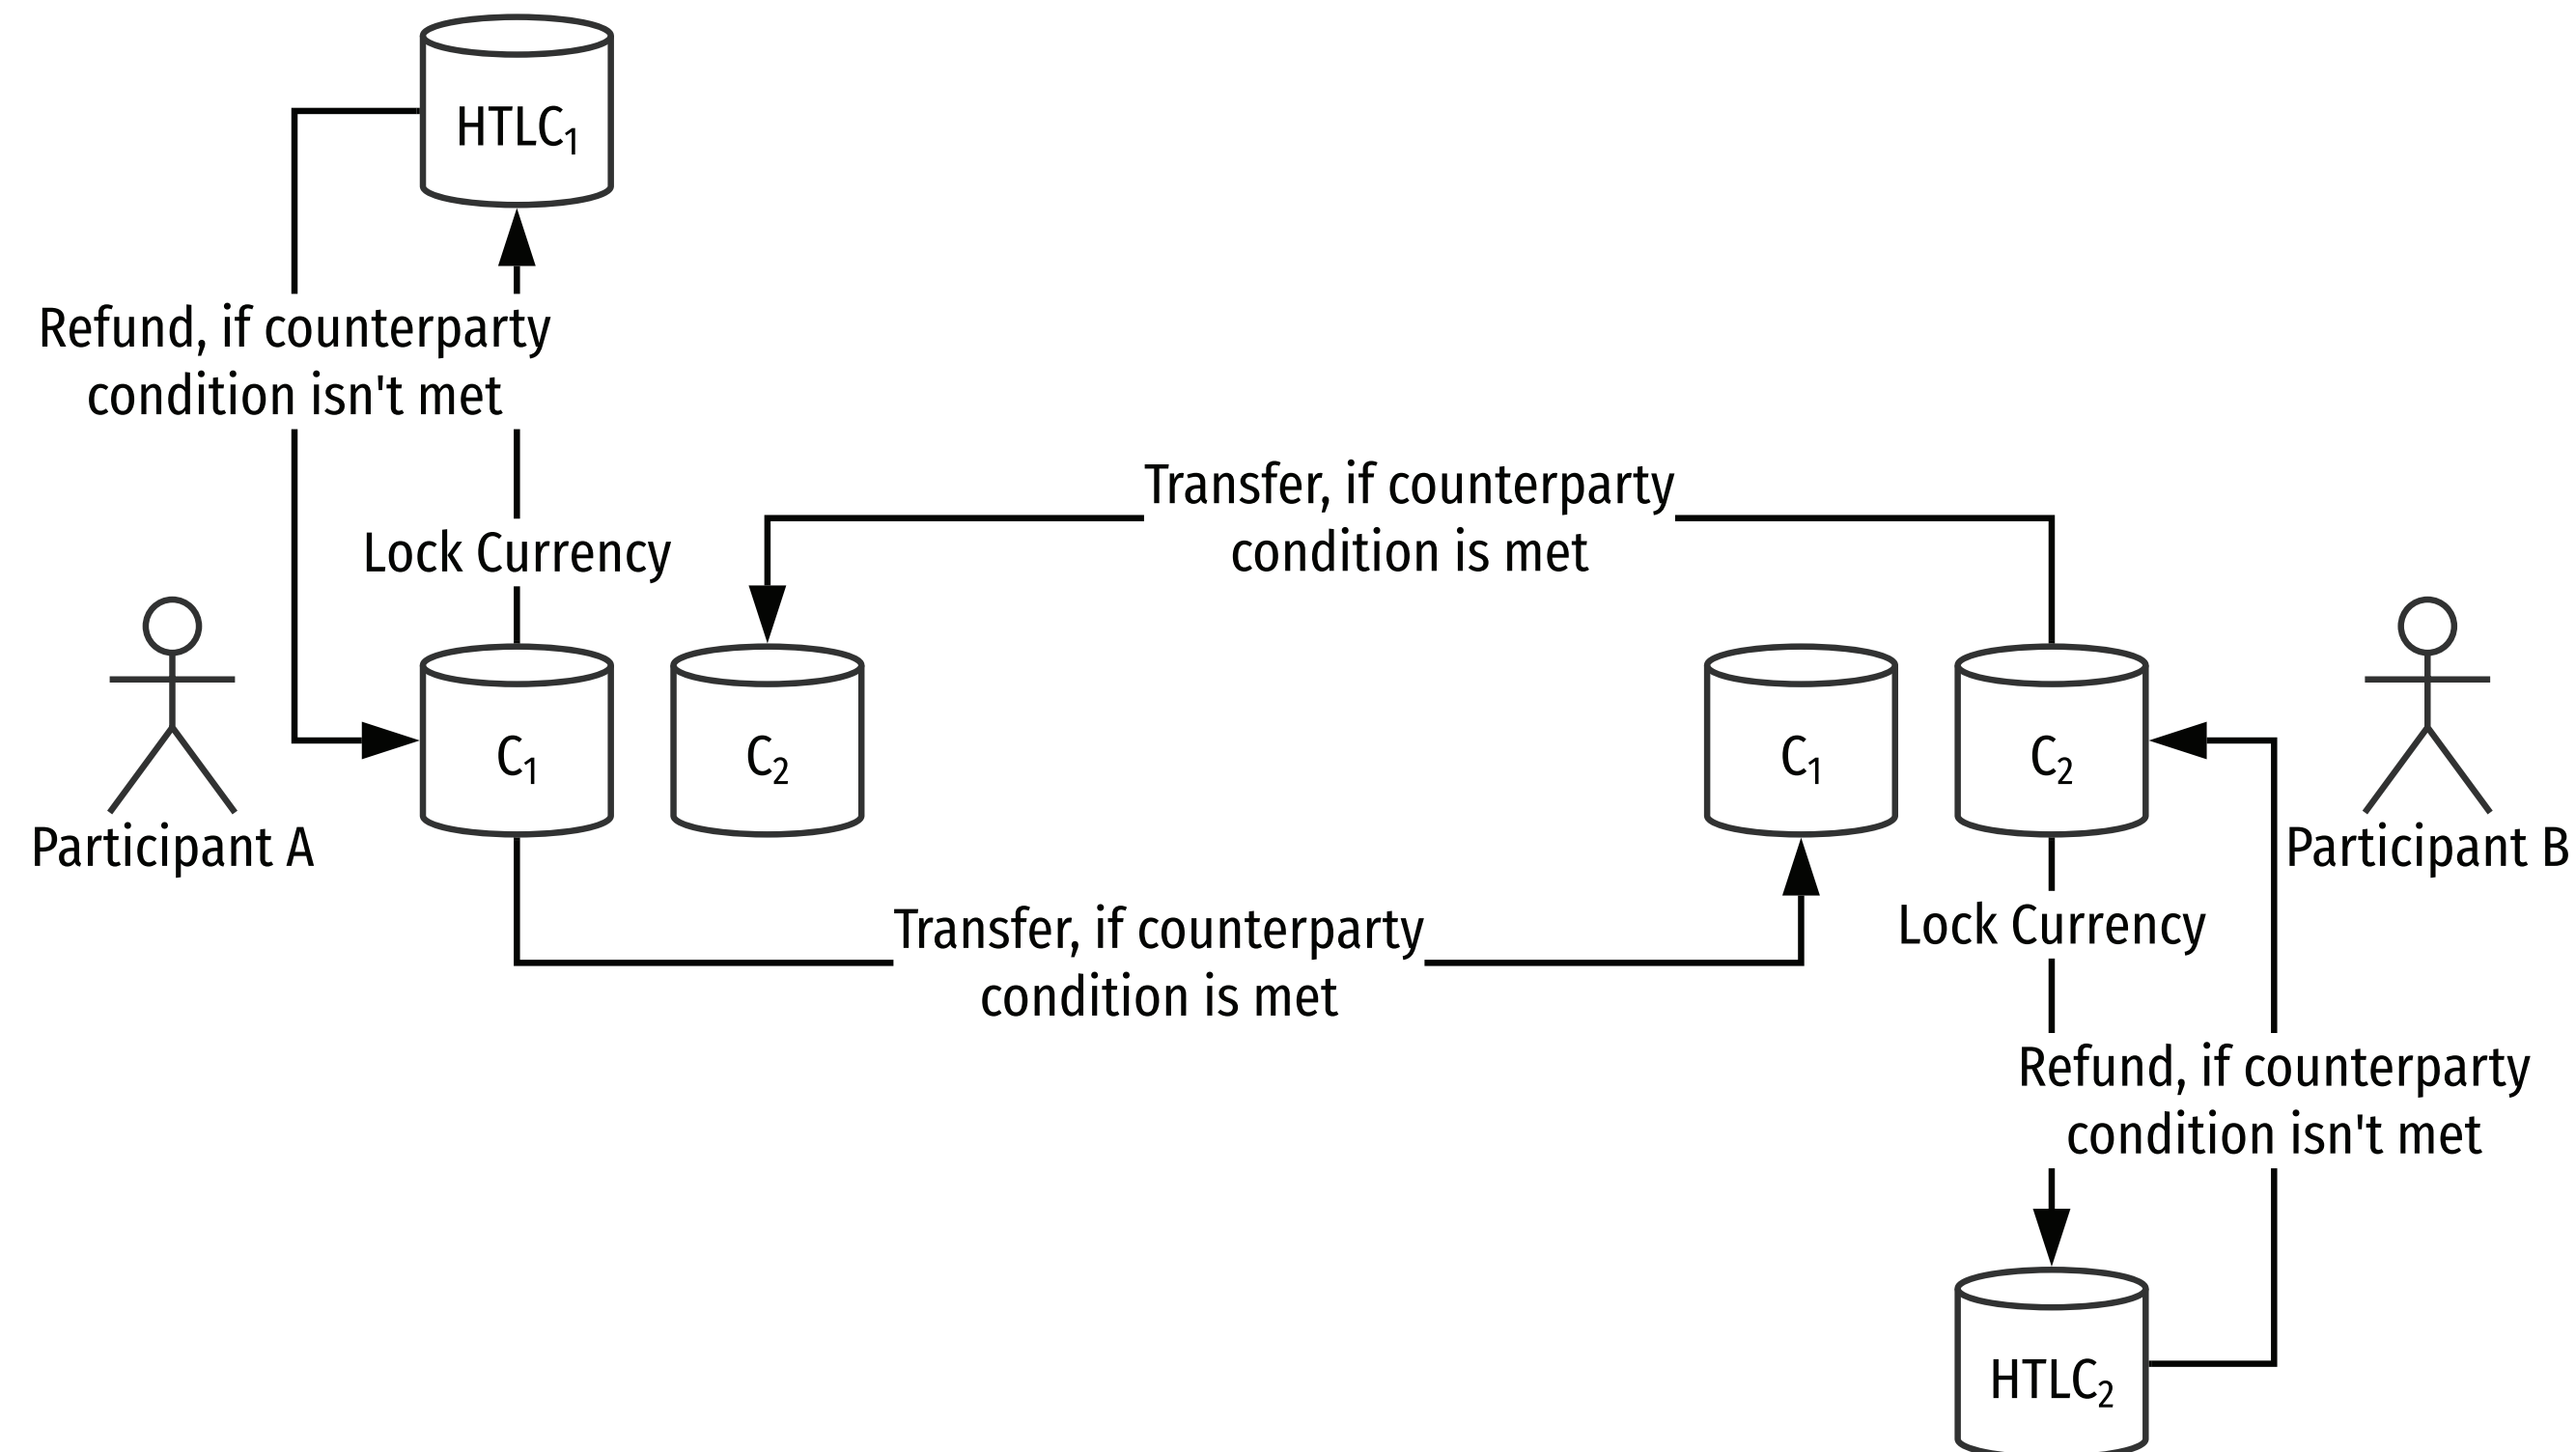 HTLC₁
Refund, if counterparty
condition isn't met
Transfer, if counterparty
condition is met
Lock Currency
C₁
C₂
C₁
C₂
Participant A
Participant B
Transfer, if counterparty
condition is met
Lock Currency
Refund, if counterparty
condition isn't met
HTLC₂